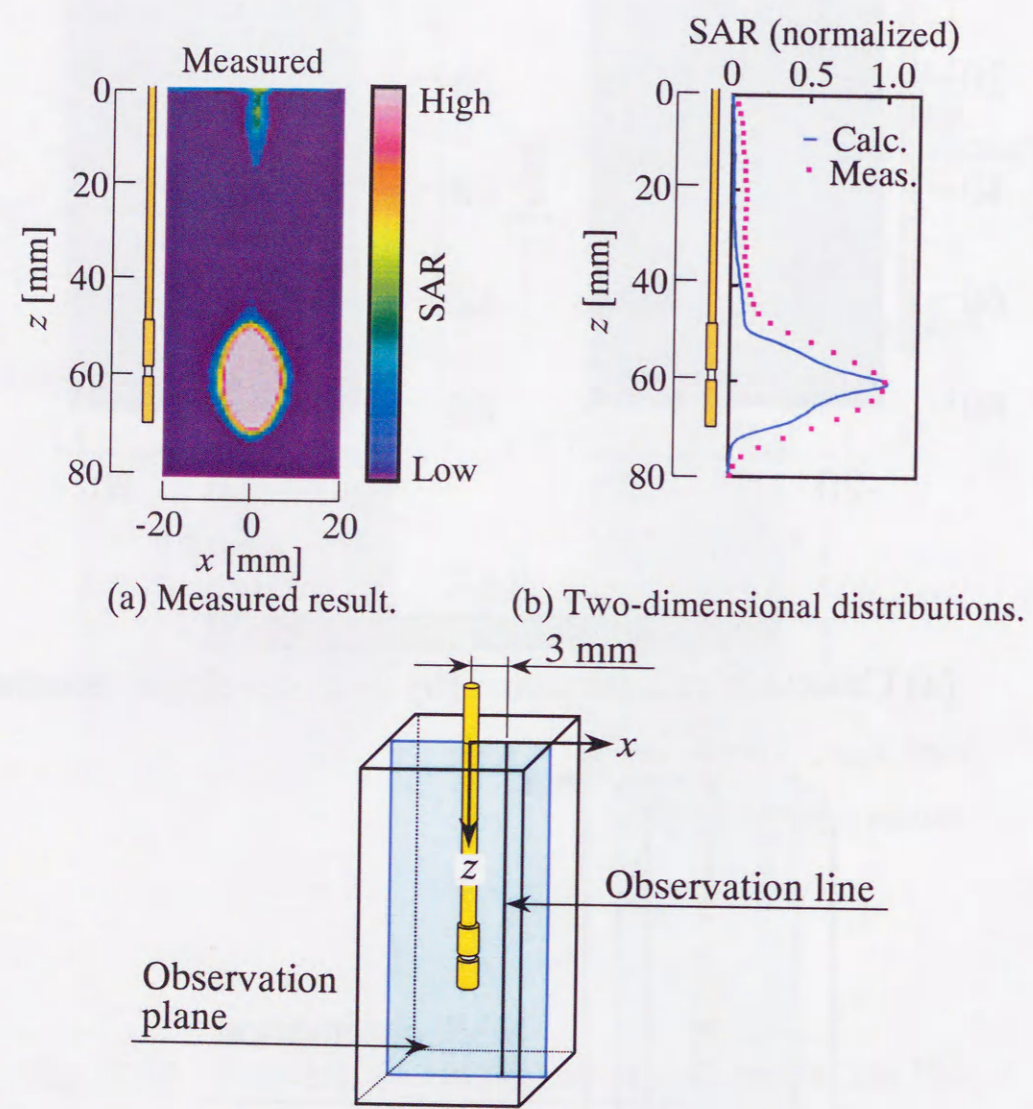 Measured
0
20
40
60
80
z [mm]
-20 0 20
x [mm]
High
SAR
Low
(a) Measured result.
SAR (normalized)
0 0.5 1.0
0
20
40
60
80
z [mm]
Calc.
Meas.
(b) Two-dimensional distributions.
3 mm
x
z
Observation line
Observation
plane